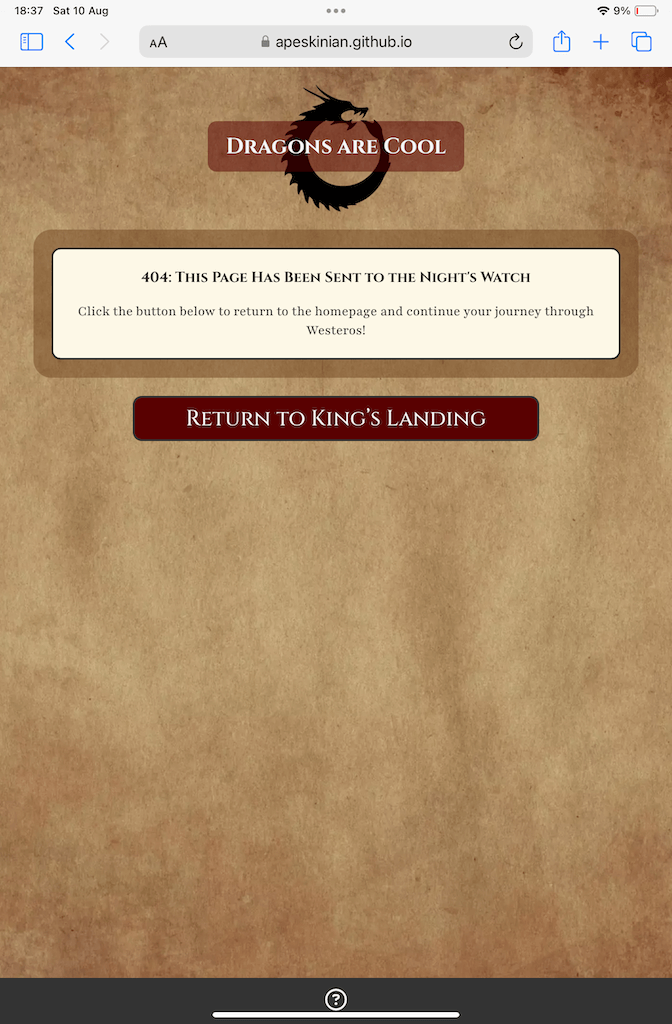 18:37 Sat 10 Aug 9%
AA apeskinian.github.io
Dragons are Cool
404: This Page Has Been Sent to the Night's Watch
Click the button below to return to the homepage and continue your journey through
Westeros!
Return to King's Landing
?